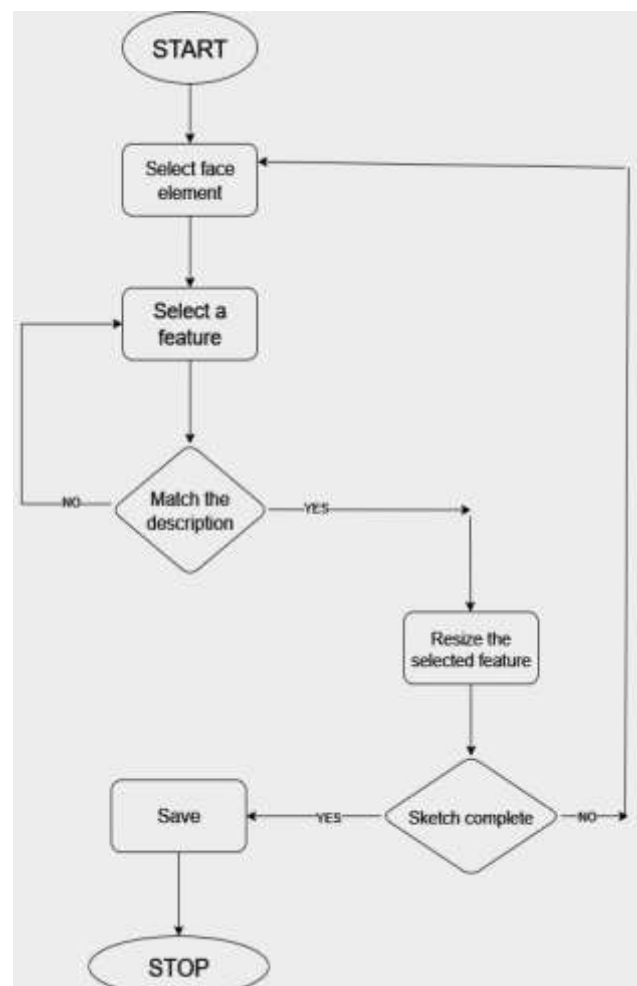 START
Select face
element
Select a
feature
Match the
description
NO
YES
Resize the
selected feature
Sketch complete
NO
YES
Save
STOP